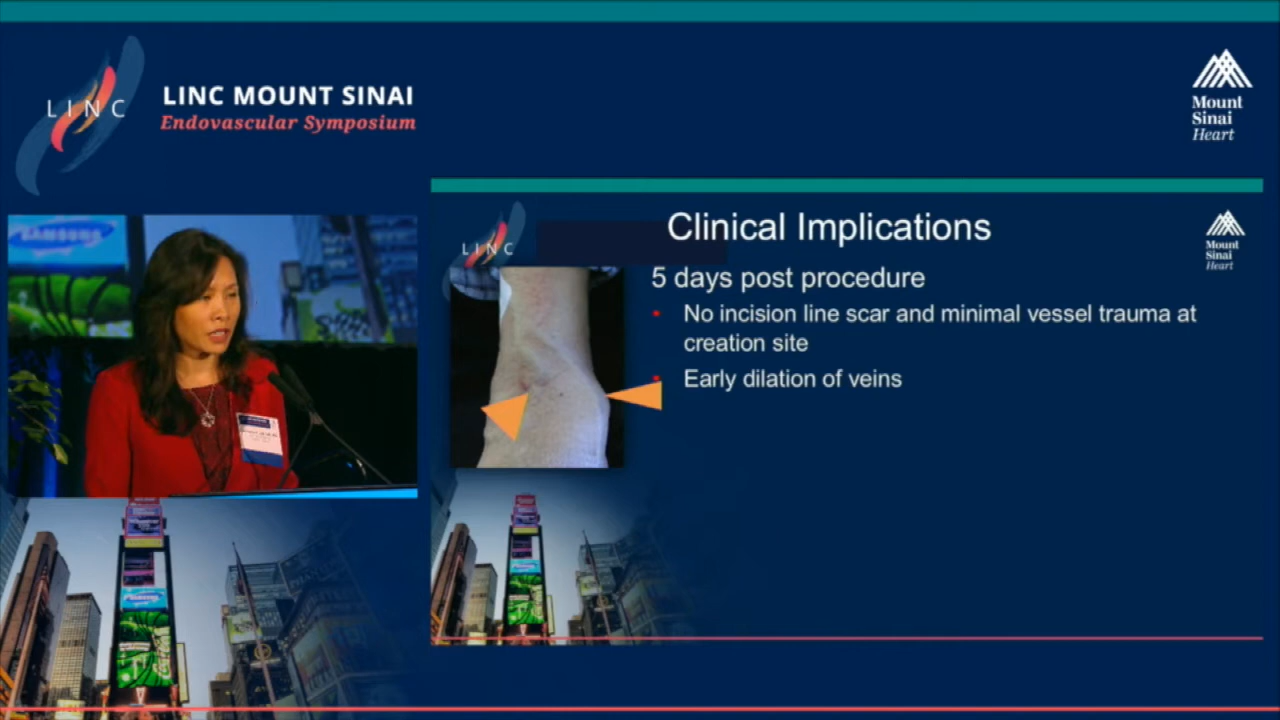 LINC
LINC MOUNT SINAI
Endovascular Symposium
Mount
Sinai
Heart
SAMSUNG
LINC
Clinical Implications
Mount
Sinai
Heart
5 days post procedure
• No incision line scar and minimal vessel trauma at
creation site
• Early dilation of veins